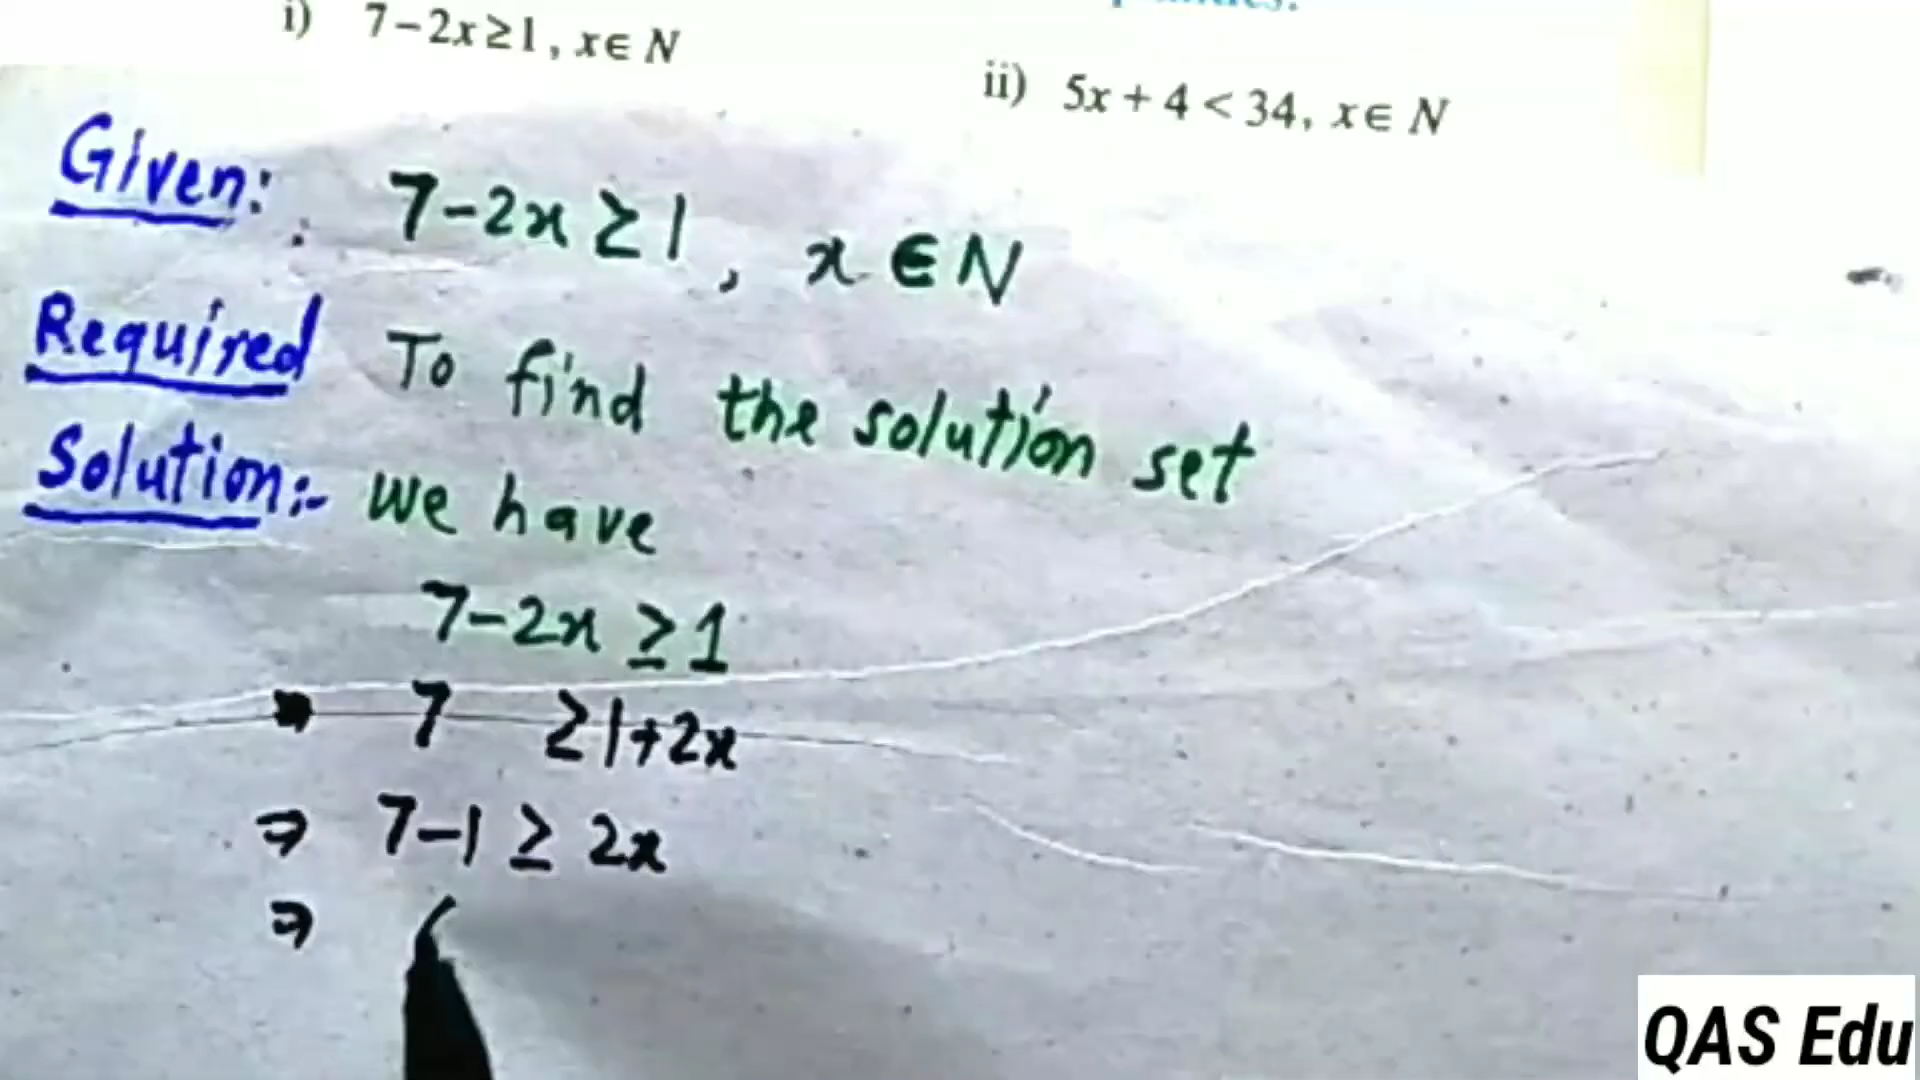 i) 7-2x≥1, x∈ N
ii) 5x + 4 < 34, x∈ N
Given: 7-2x ≥ 1, x ∈ N
Required To find the solution set
Solution:- We have
7-2x ≥ 1
7 ≥ 1+2x
⇒ 7-1 ≥ 2x
⇒
QAS Edu